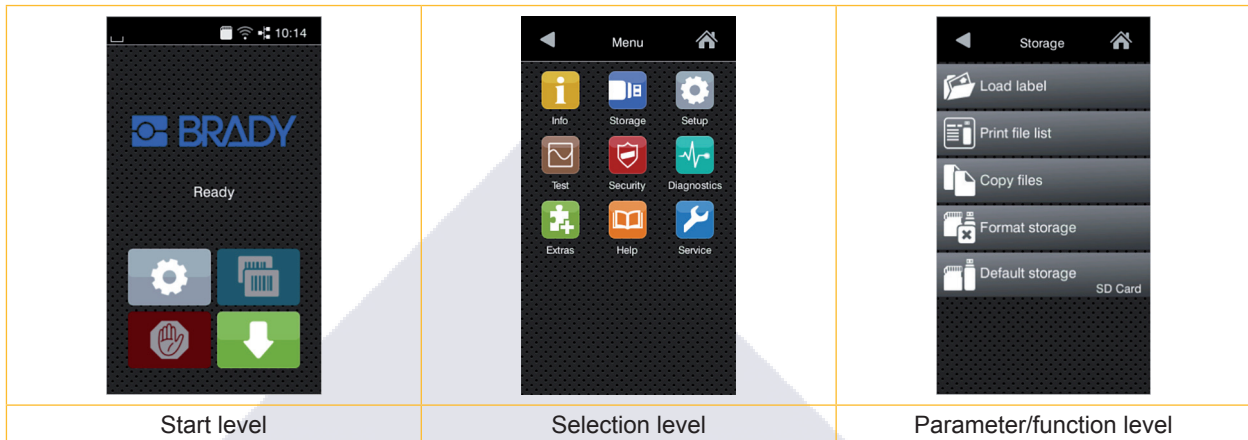 10:14
BRADY
Ready
Start level
Menu
Info Storage Setup
Test Security Diagnostics
Extras Help Service
Selection level
Storage
Load label
Print file list
Copy files
Format storage
Default storage
SD Card
Parameter/function level